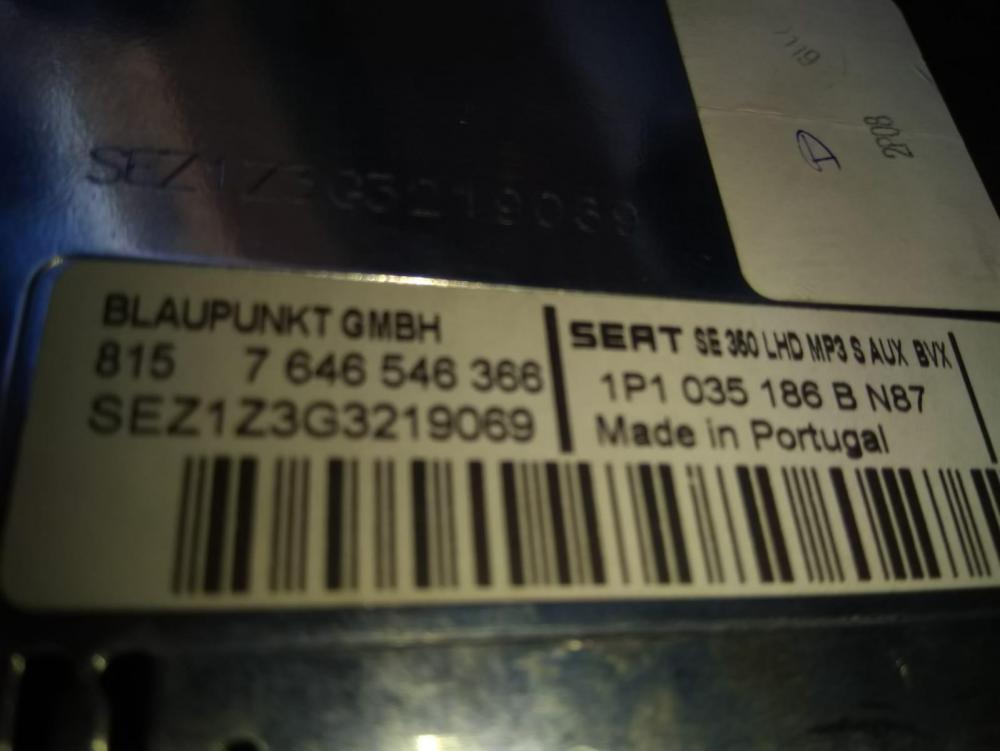 2P08
A
SEZ1Z3G3219069
BLAUPUNKT GMBH
815 7 646 546 366
SEZ1Z3G3219069
SEAT SE 360 LHD MP3 S AUX BVX
1P1 035 186 B N87
Made in Portugal